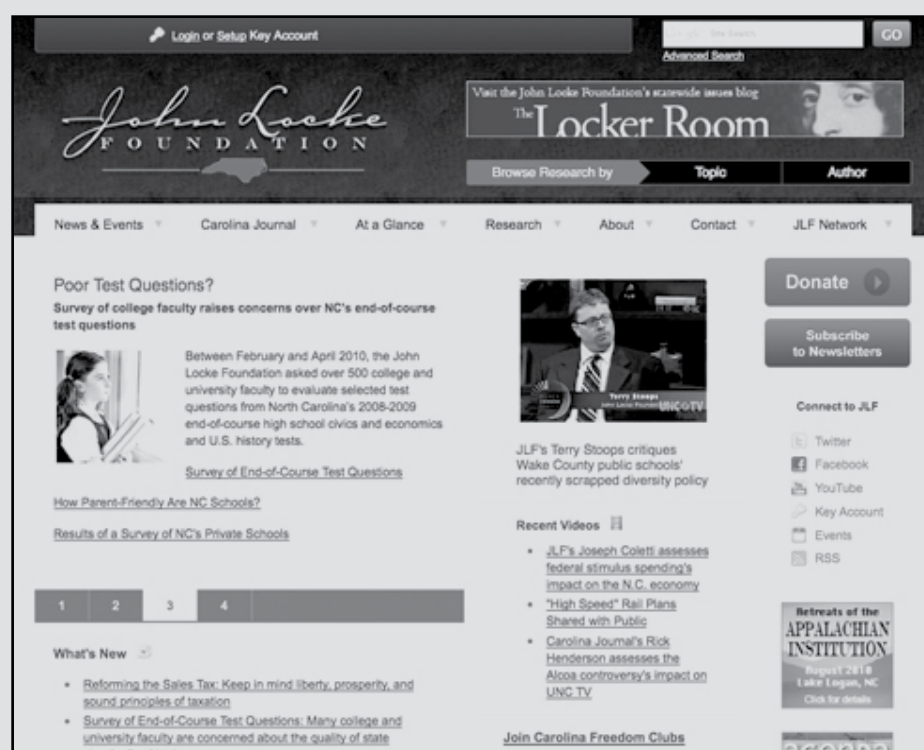 Login or Setup Key Account
GO
Advanced Search
John Locke
FOUNDATION
Visit the John Locke Foundation's statewide issues blog
The Locker Room
Browse Research by
Topic
Author
News & Events
Carolina Journal
At a Glance
Research
About
Contact
JLF Network
Poor Test Questions?
Survey of college faculty raises concerns over NC's end-of-course
test questions
Between February and April 2010, the John
Locke Foundation asked over 500 college and
university faculty to evaluate selected test
questions from North Carolina's 2008-2009
end-of-course high school civics and economics
and U.S. history tests.
Survey of End-of-Course Test Questions
How Parent-Friendly Are NC Schools?
Results of a Survey of NC's Private Schools
1 2 3 4
What's New
Reforming the Sales Tax: Keep in mind liberty, prosperity, and
sound principles of taxation
Survey of End-of-Course Test Questions: Many college and
university faculty are concerned about the quality of state
Terry Stoops
John Locke Foundation
UNC-TV
JLF's Terry Stoops critiques
Wake County public schools'
recently scrapped diversity policy
Recent Videos
JLF's Joseph Coletti assesses
federal stimulus spending's
impact on the N.C. economy
"High Speed" Rail Plans
Shared with Public
Carolina Journal's Rick
Henderson assesses the
Alcoa controversy's impact on
UNC TV
Join Carolina Freedom Clubs
Donate
Subscribe
to Newsletters
Connect to JLF
Twitter
Facebook
YouTube
Key Account
Events
RSS
Retreats of the
APPALACHIAN
INSTITUTION
August 2010
Lake Logan, NC
Click for details